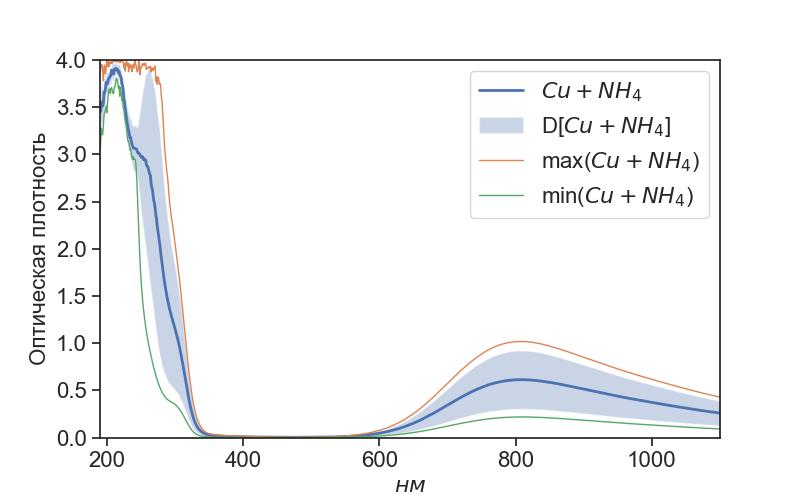 4.0
3.5
3.0
2.5
2.0
1.5
1.0
0.5
0.0
Оптическая плотность
200 400 600 800 1000
нм
Cu + NH₄
D[Cu + NH₄]
max(Cu + NH₄)
min(Cu + NH₄)